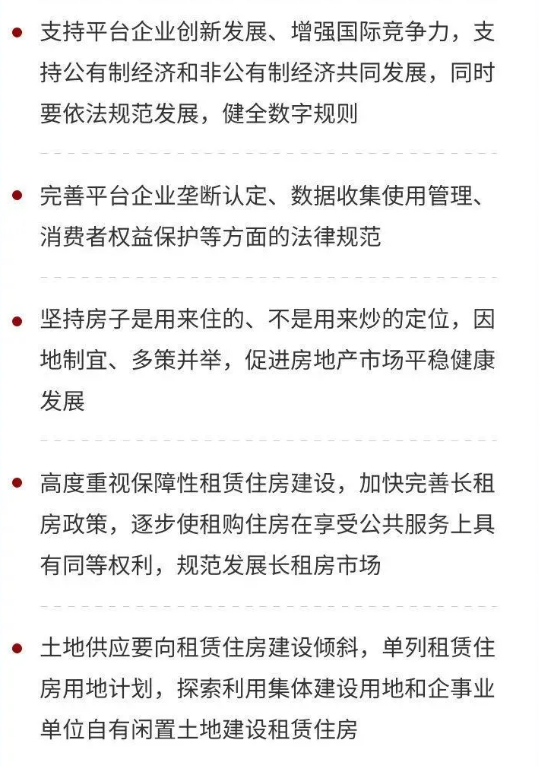 支持平台企业创新发展、增强国际竞争力，支
持公有制经济和非公有制经济共同发展，同时
要依法规范发展，健全数字规则
完善平台企业垄断认定、数据收集使用管理、
消费者权益保护等方面的法律规范
坚持房子是用来住的、不是用来炒的定位，因
地制宜、多策并举，促进房地产市场平稳健康
发展
高度重视保障性租赁住房建设，加快完善长租
房政策，逐步使租购住房在享受公共服务上具
有同等权利，规范发展长租房市场
土地供应要向租赁住房建设倾斜，单列租赁住
房用地计划，探索利用集体建设用地和企事业
单位自有闲置土地建设租赁住房